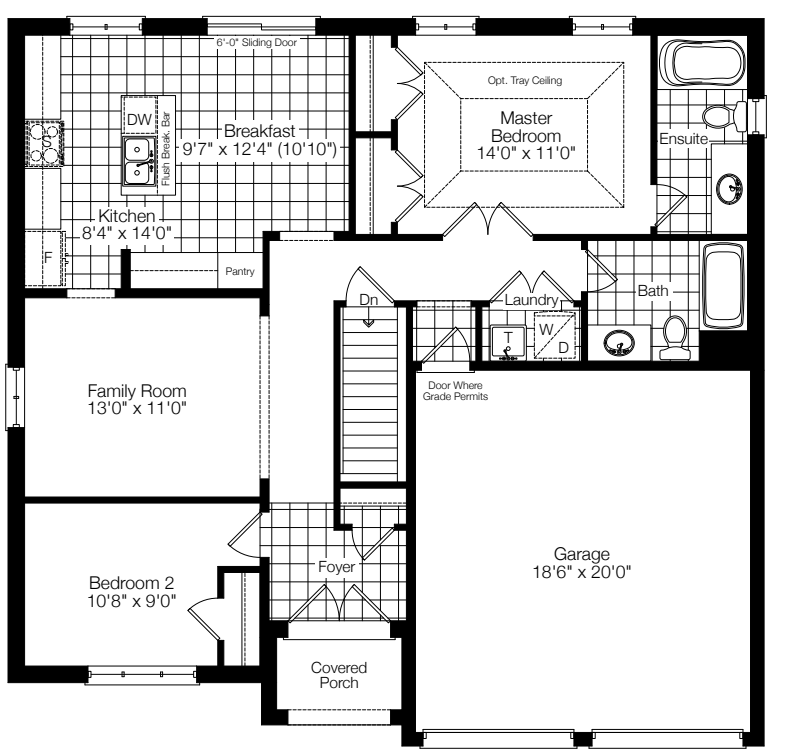 6'-0" Sliding Door
DW
Flush Break. Bar
Breakfast
9'7" x 12'4" (10'10")
S
Kitchen
8'4" x 14'0"
F
Pantry
Opt. Tray Ceiling
Master
Bedroom
14'0" x 11'0"
Ensuite
Dn
Laundry
T
W
D
Bath
Door Where
Grade Permits
Family Room
13'0" x 11'0"
Foyer
Bedroom 2
10'8" x 9'0"
Garage
18'6" x 20'0"
Covered
Porch